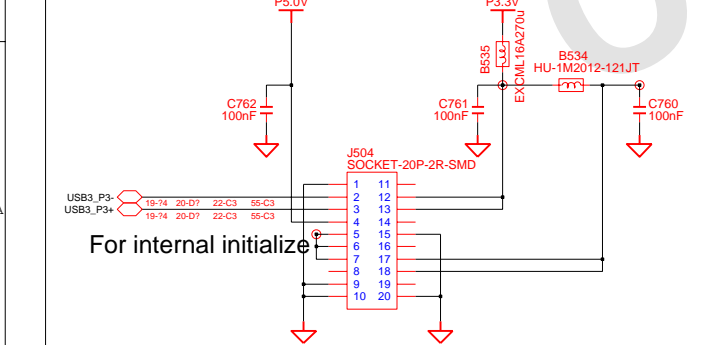 P5.0V
P3.3V
B535
EXCML16A270u
B534
HU-1M2012-121JT
C762
100nF
C761
100nF
C760
100nF
J504
SOCKET-20P-2R-SMD
1 11
2 12
3 13
4 14
5 15
6 16
7 17
8 18
9 19
10 20
USB3_P3-
19-?4 20-D? 22-C3 55-C3
USB3_P3+
19-?4 20-D? 22-C3 55-C3
For internal initialize